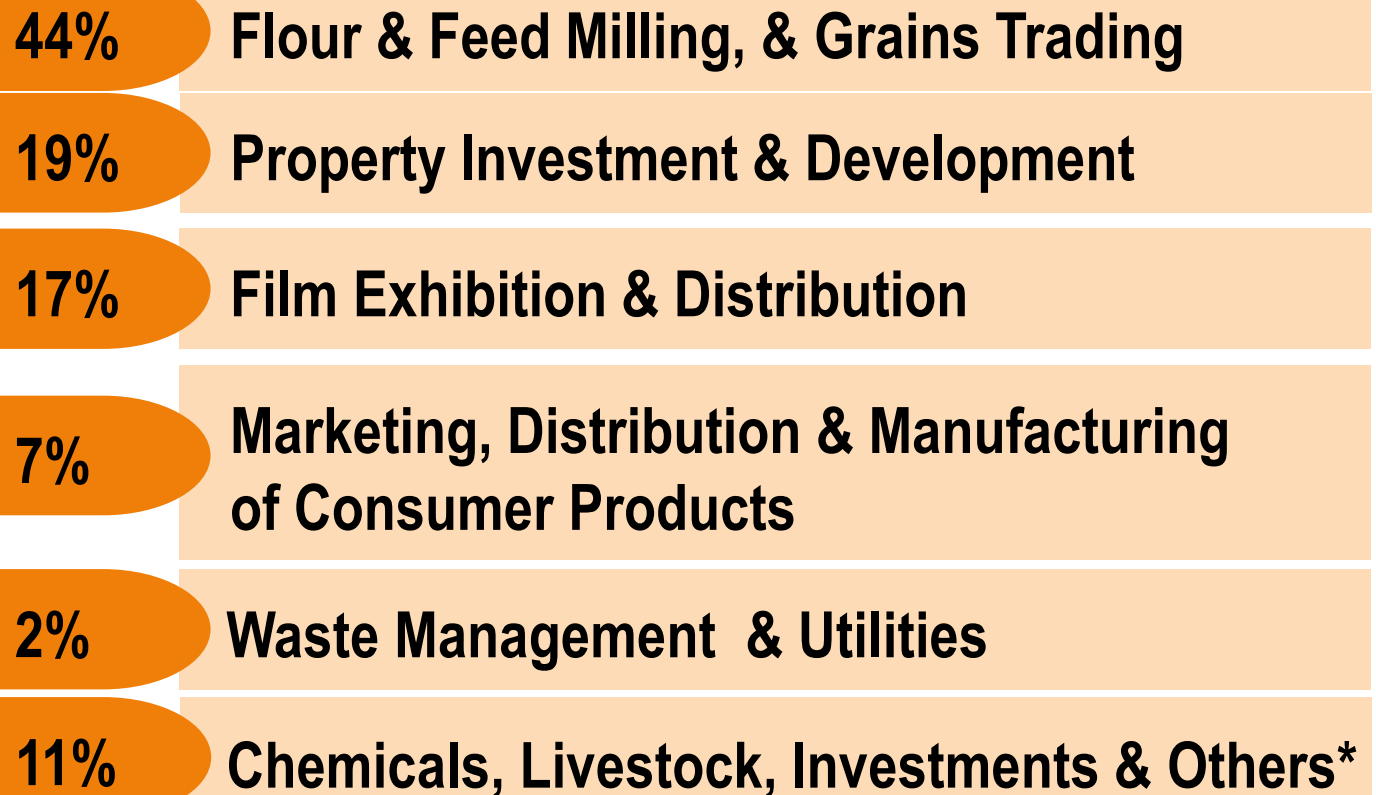 44% Flour & Feed Milling, & Grains Trading
19% Property Investment & Development
17% Film Exhibition & Distribution
7% Marketing, Distribution & Manufacturing
of Consumer Products
2% Waste Management & Utilities
11% Chemicals, Livestock, Investments & Others*